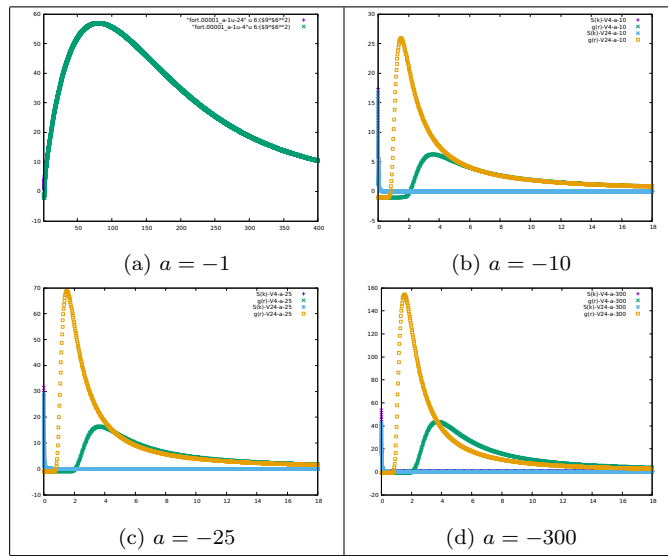 "fort.00001_a-1u-24" u 6:($9*$6**2)
"fort.00001_a-1u-4" u 6:($9*$6**2)
60
50
40
30
20
10
0
-10
50 100 150 200 250 300 350 400
(a) a = −1
S(k)-V4-a-10
g(r)-V4-a-10
S(k)-V24-a-10
g(r)-V24-a-10
30
25
20
15
10
5
0
-5
0 2 4 6 8 10 12 14 16 18
(b) a = −10
S(k)-V4-a-25
g(r)-V4-a-25
S(k)-V24-a-25
g(r)-V24-a-25
70
60
50
40
30
20
10
0
-10
0 2 4 6 8 10 12 14 16 18
(c) a = −25
S(k)-V4-a-300
g(r)-V4-a-300
S(k)-V24-a-300
g(r)-V24-a-300
160
140
120
100
80
60
40
20
0
-20
0 2 4 6 8 10 12 14 16 18
(d) a = −300